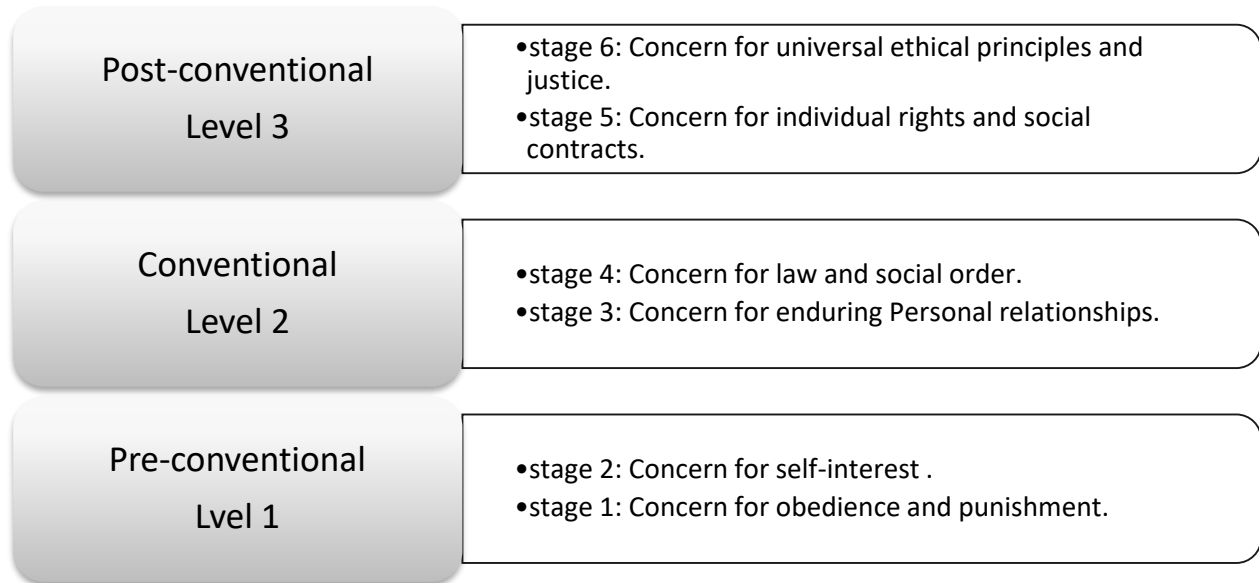 Post-conventional
Level 3
•stage 6: Concern for universal ethical principles and
justice.
•stage 5: Concern for individual rights and social
contracts.
Conventional
Level 2
•stage 4: Concern for law and social order.
•stage 3: Concern for enduring Personal relationships.
Pre-conventional
Lvel 1
•stage 2: Concern for self-interest .
•stage 1: Concern for obedience and punishment.